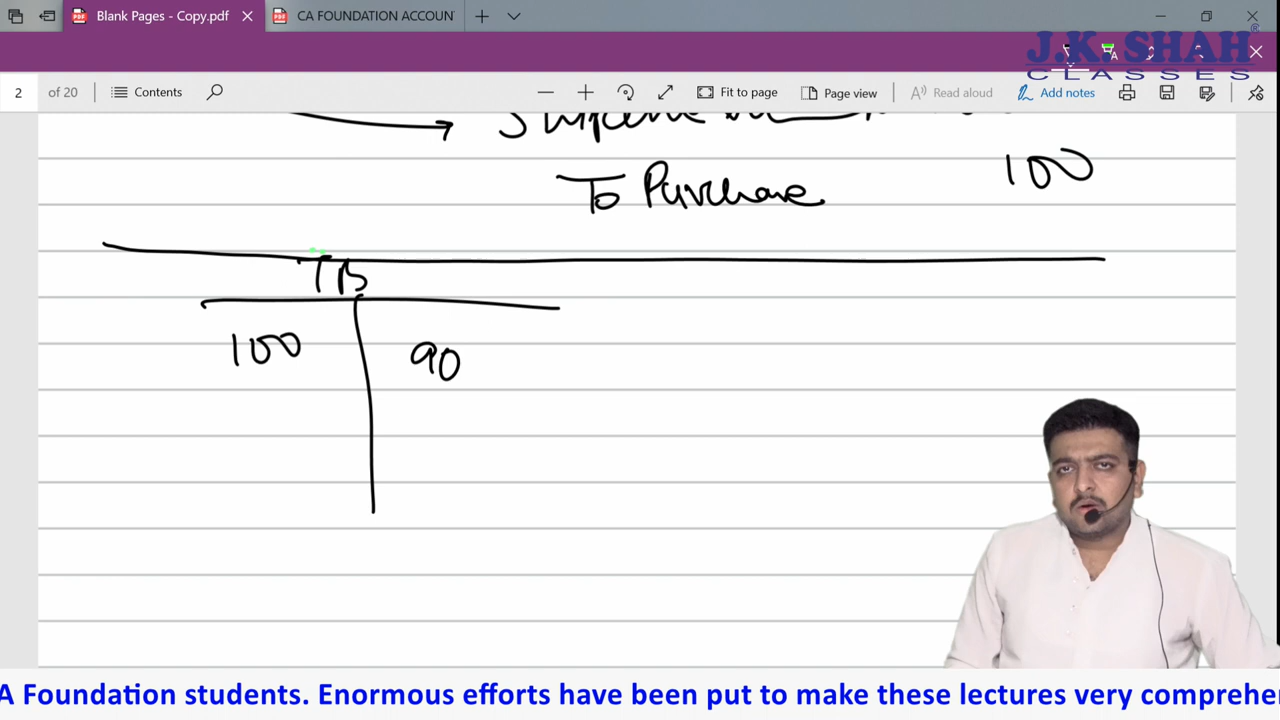 Blank Pages - Copy.pdf
CA FOUNDATION ACCOUNT
J.K. SHAH®
CLASSES
2 of 20
Contents
Fit to page
Page view
Read aloud
Add notes
100
To Purchase
TB
100 90
A Foundation students. Enormous efforts have been put to make these lectures very comprehe